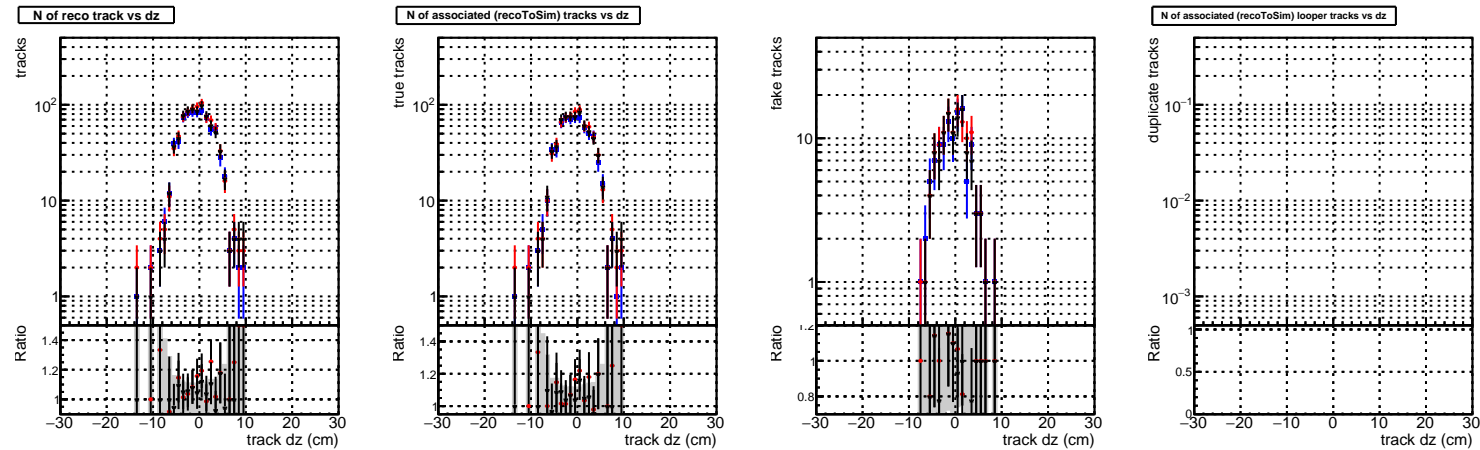 N of reco track vs dz
tracks
10²
10
1
Ratio
1.4
1.2
1
−30 −20 −10 0 10 20 30
track dz (cm)
N of associated (recoToSim) tracks vs dz
true tracks
10²
10
1
Ratio
1.4
1.2
1
−30 −20 −10 0 10 20 30
track dz (cm)
fake tracks
10
1
Ratio
1.2
1
0.8
−30 −20 −10 0 10 20 30
track dz (cm)
N of associated (recoToSim) looper tracks vs dz
duplicate tracks
10⁻¹
10⁻²
10⁻³
Ratio
1
0.5
0
−30 −20 −10 0 10 20 30
track dz (cm)